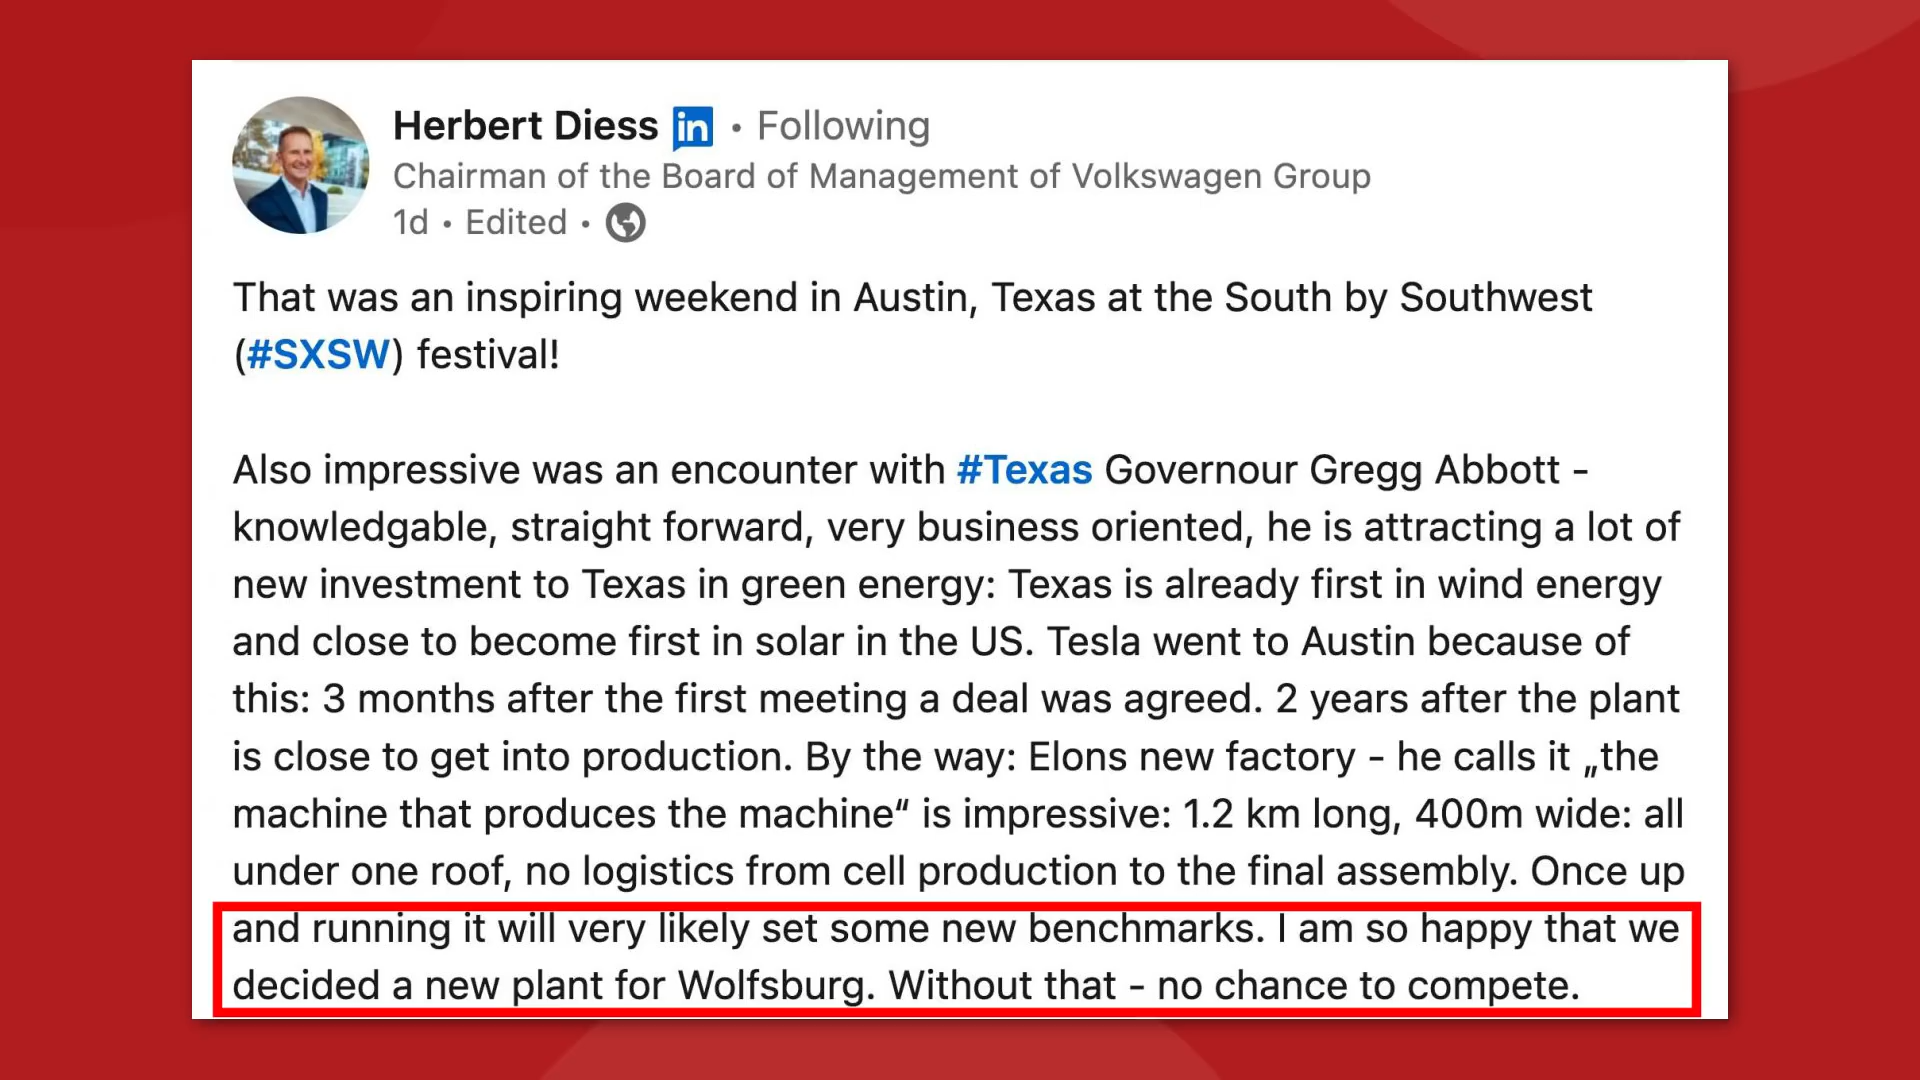 Herbert Diess in • Following
Chairman of the Board of Management of Volkswagen Group
1d • Edited •
That was an inspiring weekend in Austin, Texas at the South by Southwest
(#SXSW) festival!
Also impressive was an encounter with #Texas Governour Gregg Abbott -
knowledgable, straight forward, very business oriented, he is attracting a lot of
new investment to Texas in green energy: Texas is already first in wind energy
and close to become first in solar in the US. Tesla went to Austin because of
this: 3 months after the first meeting a deal was agreed. 2 years after the plant
is close to get into production. By the way: Elons new factory - he calls it „the
machine that produces the machine“ is impressive: 1.2 km long, 400m wide: all
under one roof, no logistics from cell production to the final assembly. Once up
and running it will very likely set some new benchmarks. I am so happy that we
decided a new plant for Wolfsburg. Without that - no chance to compete.